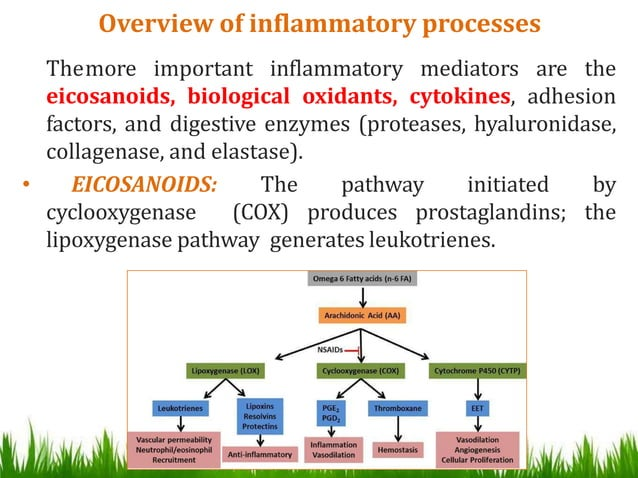 Overview of inflammatory processes
Themore important inflammatory mediators are the
eicosanoids, biological oxidants, cytokines, adhesion
factors, and digestive enzymes (proteases, hyaluronidase,
collagenase, and elastase).
• EICOSANOIDS: The pathway initiated by
cyclooxygenase (COX) produces prostaglandins; the
lipoxygenase pathway generates leukotrienes.
Omega 6 Fatty acids (n-6 FA)
Arachidonic Acid (AA)
NSAIDs
Lipoxygenase (LOX) Cyclooxygenase (COX) Cytochrome P450 (CYTP)
Leukotrienes
Lipoxins
Resolvins
Protectins
PGE₂
PGD₂
Thromboxane
EET
Vascular permeability
Neutrophil/eosinophil
Recruitment
Anti-inflammatory
Inflammation
Vasodilation
Hemostasis
Vasodilation
Angiogenesis
Cellular Proliferation